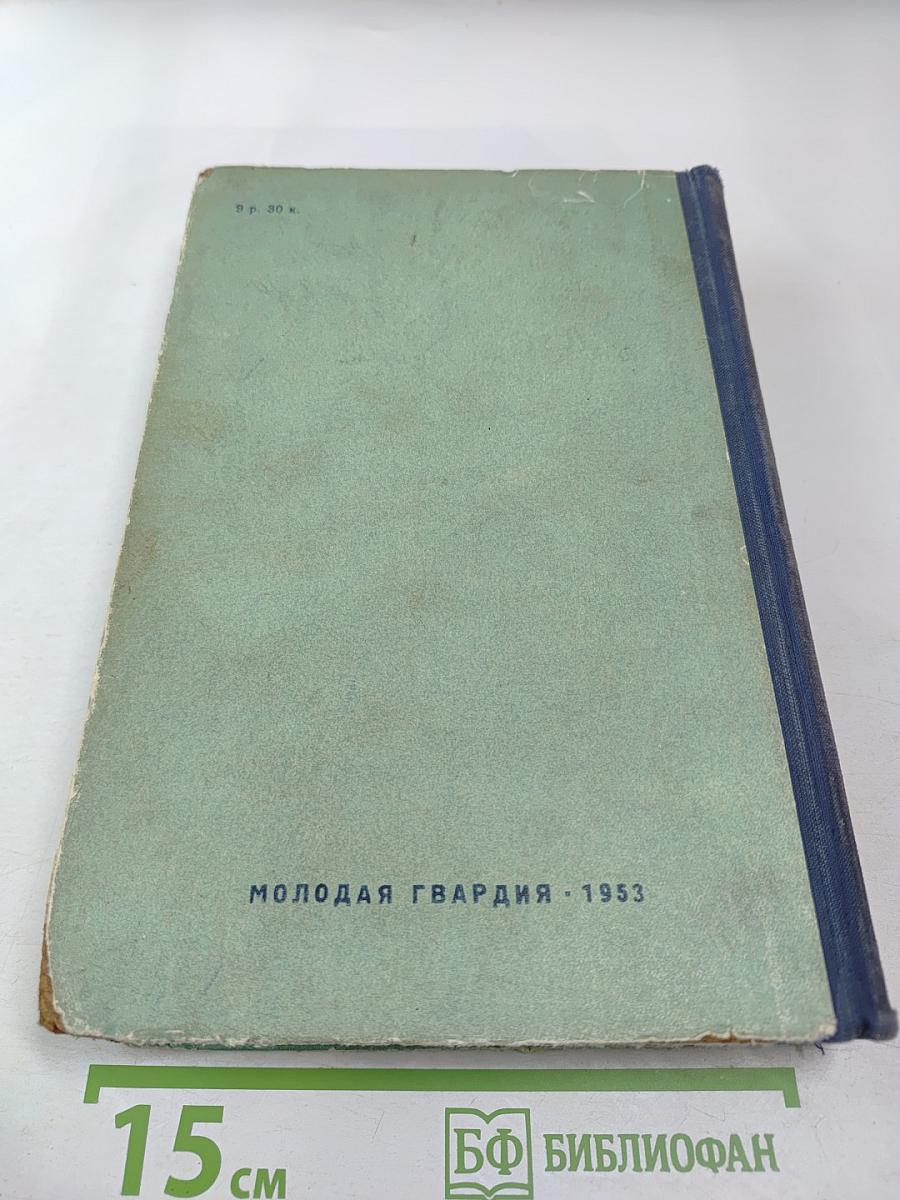 9 р. 30 к.
МОЛОДАЯ ГВАРДИЯ · 1953
15 см
БФ БИБЛИОФАН